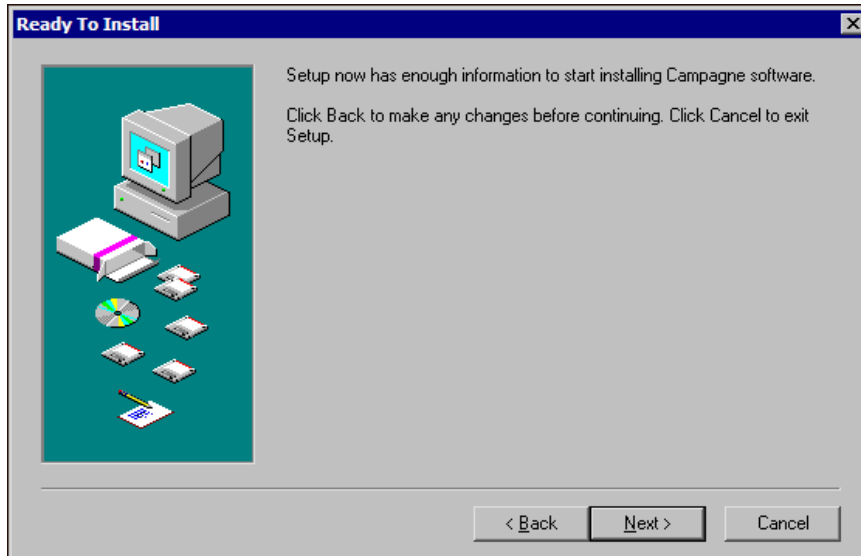 Ready To Install
Setup now has enough information to start installing Campagne software.
Click Back to make any changes before continuing. Click Cancel to exit
Setup.
< Back
Next >
Cancel